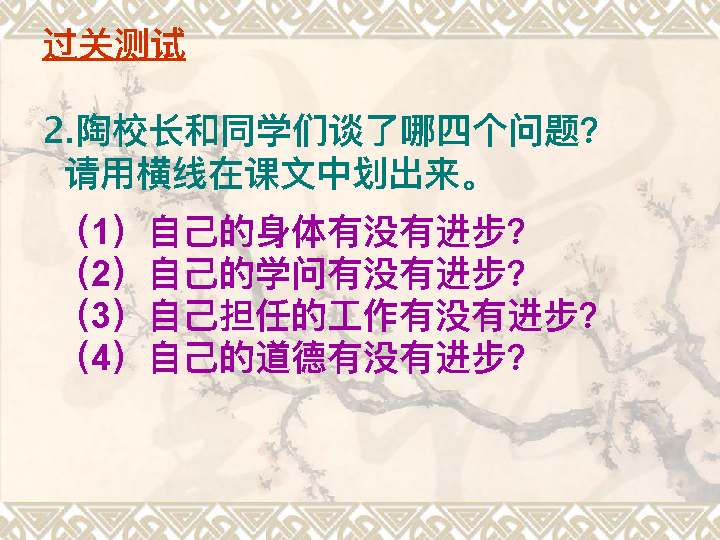 过关测试
2.陶校长和同学们谈了哪四个问题?
请用横线在课文中划出来。
（1）自己的身体有没有进步?
（2）自己的学问有没有进步?
（3）自己担任的工作有没有进步?
（4）自己的道德有没有进步?